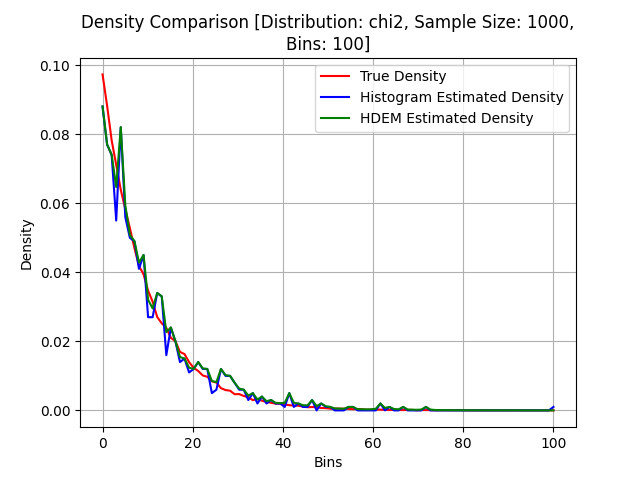 Density Comparison [Distribution: chi2, Sample Size: 1000,
Bins: 100]
True Density
Histogram Estimated Density
HDEM Estimated Density
Density
0.10
0.08
0.06
0.04
0.02
0.00
0 20 40 60 80 100
Bins